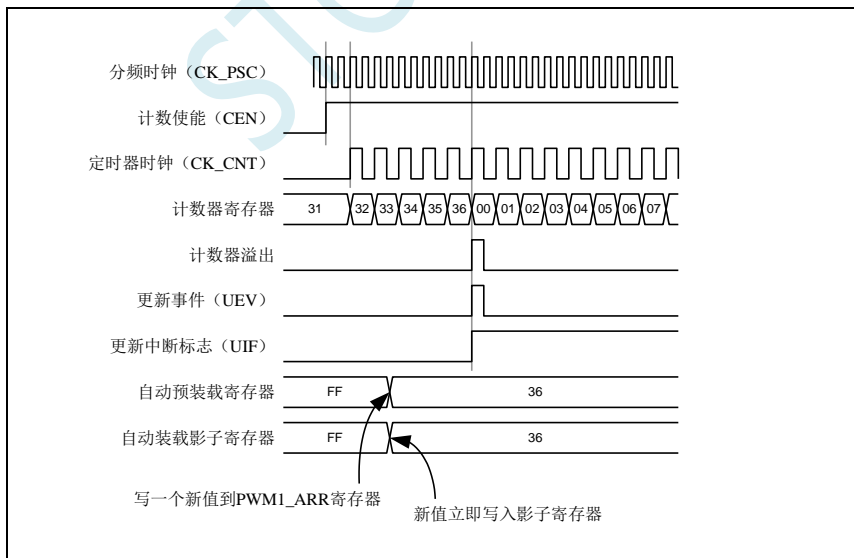 STC
分频时钟（CK_PSC）
计数使能（CEN）
定时器时钟（CK_CNT）
计数器寄存器 31 32 33 34 35 36 00 01 02 03 04 05 06 07
计数器溢出
更新事件（UEV）
更新中断标志（UIF）
自动预装载寄存器 FF 36
自动装载影子寄存器 FF 36
写一个新值到PWM1_ARR寄存器
新值立即写入影子寄存器